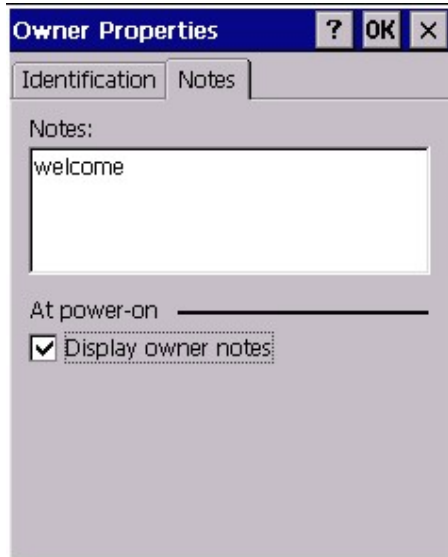 Owner Properties ? OK ×
Identification Notes
Notes:
welcome
At power-on
Display owner notes